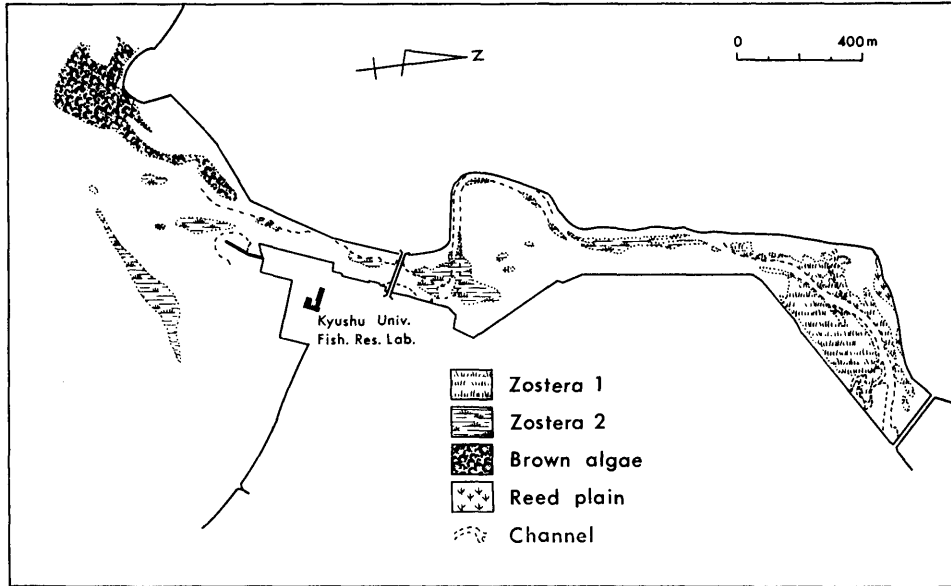 Z
0 400m
Kyushu Univ.
Fish. Res. Lab.
Zostera 1
Zostera 2
Brown algae
Reed plain
Channel